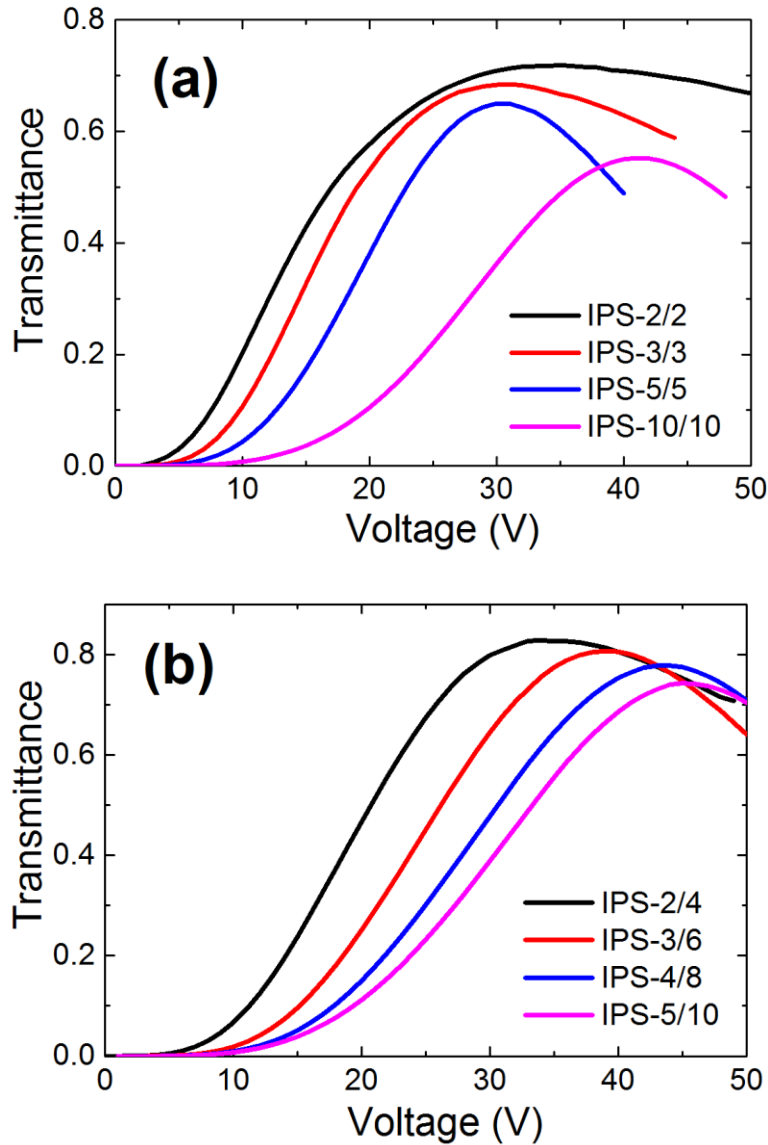 (a)
Transmittance
0.8
0.6
0.4
0.2
0.0
IPS-2/2
IPS-3/3
IPS-5/5
IPS-10/10
0 10 20 30 40 50
Voltage (V)
(b)
Transmittance
0.8
0.6
0.4
0.2
0.0
IPS-2/4
IPS-3/6
IPS-4/8
IPS-5/10
0 10 20 30 40 50
Voltage (V)